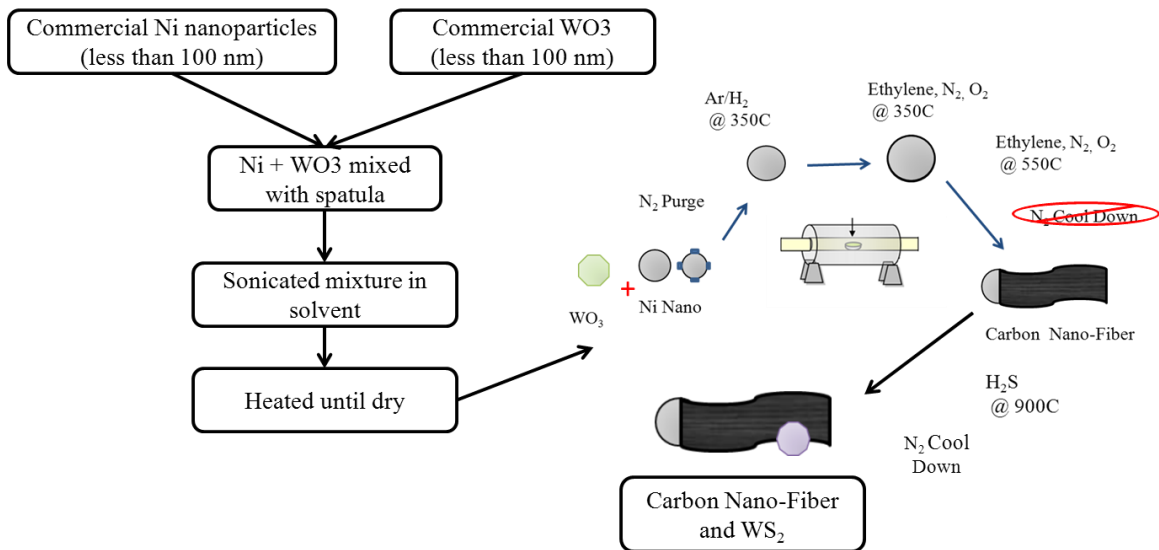 Commercial Ni nanoparticles
(less than 100 nm)
Commercial WO3
(less than 100 nm)
Ni + WO3 mixed
with spatula
Sonicated mixture in
solvent
Heated until dry
WO₃
+
Ni Nano
N₂ Purge
Ar/H₂
@ 350C
Ethylene, N₂, O₂
@ 350C
Ethylene, N₂, O₂
@ 550C
N₂ Cool Down
Carbon Nano-Fiber
H₂S
@ 900C
N₂ Cool
Down
Carbon Nano-Fiber
and WS₂